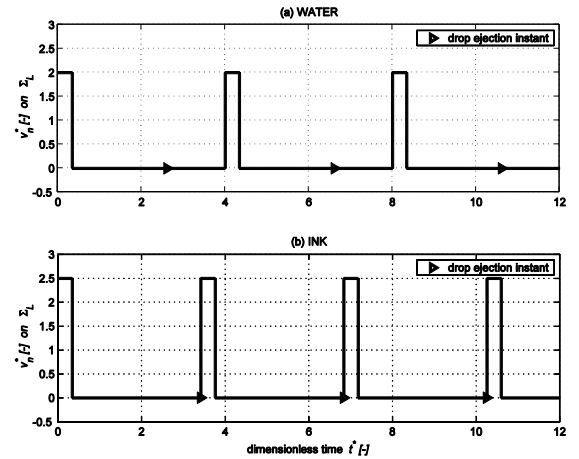 (a) WATER
drop ejection instant
3
2.5
2
1.5
1
0.5
0
-0.5
v*n [-] on ΣL
0 2 4 6 8 10 12
(b) INK
drop ejection instant
3
2.5
2
1.5
1
0.5
0
-0.5
v*n [-] on ΣL
0 2 4 6 8 10 12
dimensionless time t* [-]